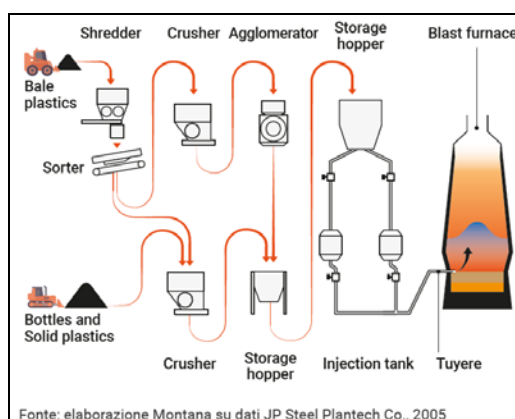 Shredder
Crusher
Agglomerator
Storage
hopper
Blast furnace
Bale
plastics
Sorter
Bottles and
Solid plastics
Crusher
Storage
hopper
Injection tank
Tuyere
Fonte: elaborazione Montana su dati JP Steel Plantech Co., 2005